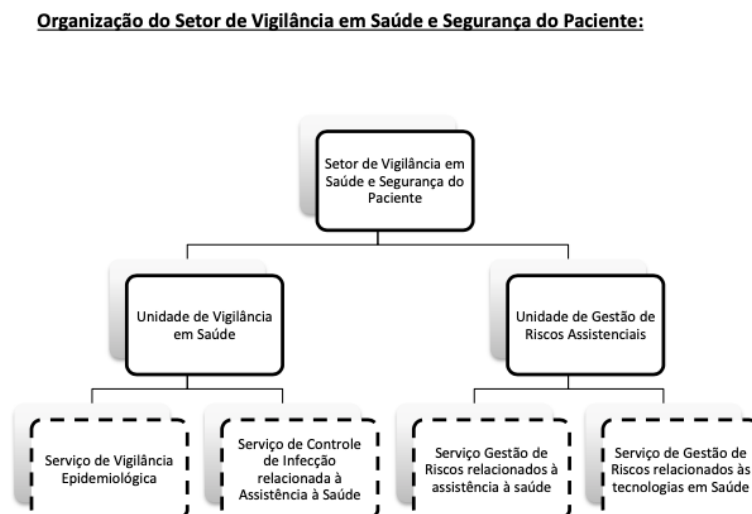 Organização do Setor de Vigilância em Saúde e Segurança do Paciente:
Setor de Vigilância em
Saúde e Segurança do
Paciente
Unidade de Vigilância
em Saúde
Unidade de Gestão de
Riscos Assistenciais
Serviço de Vigilância
Epidemiológica
Serviço de Controle
de Infecção
relacionada à
Assistência à Saúde
Serviço Gestão de
Riscos relacionados à
assistência à saúde
Serviço de Gestão de
Riscos relacionados às
tecnologias em Saúde